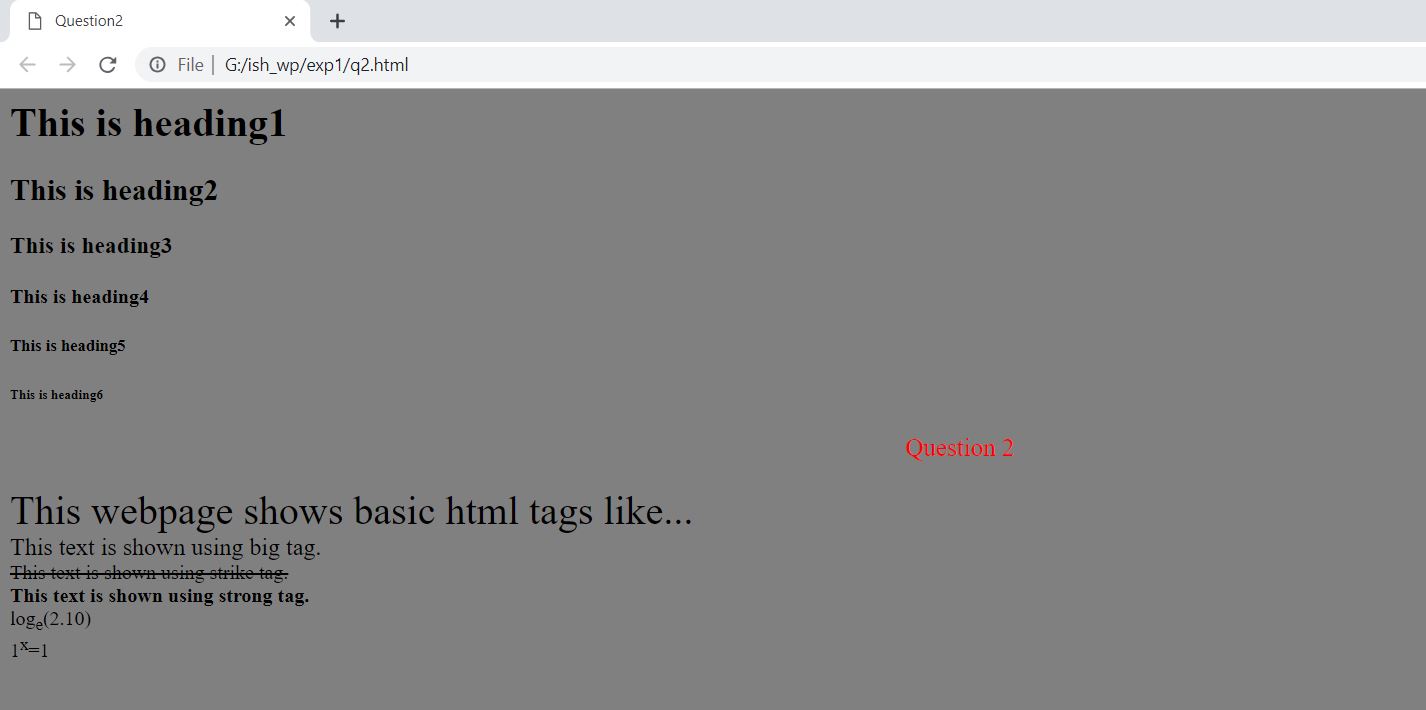 Question2
File | G:/ish_wp/exp1/q2.html
This is heading1
This is heading2
This is heading3
This is heading4
This is heading5
This is heading6
Question 2
This webpage shows basic html tags like...
This text is shown using big tag.
This text is shown using strike tag.
This text is shown using strong tag.
logₑ(2.10)
1ˣ=1